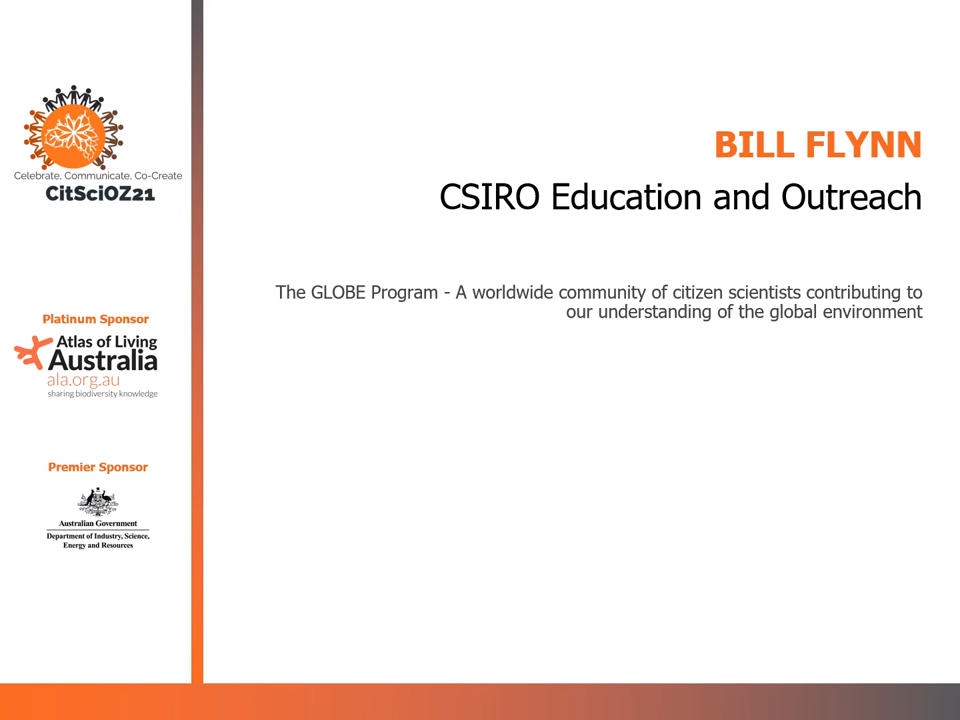 Celebrate, Communicate, Co-Create
CitSciOZ21
Platinum Sponsor
Atlas of Living
Australia
ala.org.au
sharing biodiversity knowledge
Premier Sponsor
Australian Government
Department of Industry, Science,
Energy and Resources
BILL FLYNN
CSIRO Education and Outreach
The GLOBE Program - A worldwide community of citizen scientists contributing to
our understanding of the global environment